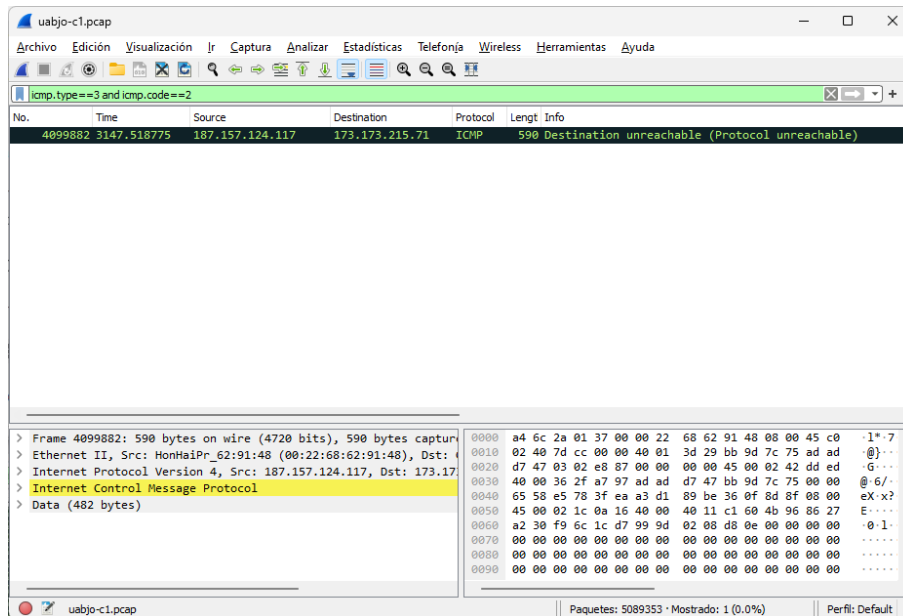 uabjo-c1.pcap
Archivo Edición Visualización Ir Captura Analizar Estadísticas Telefonía Wireless Herramientas Ayuda
icmp.type==3 and icmp.code==2
No. Time Source Destination Protocol Lengt Info
4099882 3147.518775 187.157.124.117 173.173.215.71 ICMP 590 Destination unreachable (Protocol unreachable)
> Frame 4099882: 590 bytes on wire (4720 bits), 590 bytes capture
> Ethernet II, Src: HonHaiPr_62:91:48 (00:22:68:62:91:48), Dst:
> Internet Protocol Version 4, Src: 187.157.124.117, Dst: 173.17
> Internet Control Message Protocol
> Data (482 bytes)
0000 a4 6c 2a 01 37 00 00 22 68 62 91 48 08 00 45 c0 ·l*·7
0010 02 40 7d cc 00 00 40 01 3d 29 bb 9d 7c 75 ad ad ·@}···
0020 d7 47 03 02 e8 87 00 00 00 00 45 00 02 42 dd ed ·G····
0030 40 00 36 2f a7 97 ad ad d7 47 bb 9d 7c 75 00 00 @·6/··
0040 65 58 e5 78 3f ea a3 d1 89 be 36 0f 8d 8f 08 00 eX·x?
0050 45 00 02 1c 0a 16 40 00 40 11 c1 60 4b 96 86 27 E·····
0060 a2 30 f9 6c 1c d7 99 9d 02 08 d8 0e 00 00 00 00 ·0·l··
0070 00 00 00 00 00 00 00 00 00 00 00 00 00 00 00 00 ······
0080 00 00 00 00 00 00 00 00 00 00 00 00 00 00 00 00 ······
0090 00 00 00 00 00 00 00 00 00 00 00 00 00 00 00 00 ······
uabjo-c1.pcap Paquetes: 5089353 · Mostrado: 1 (0.0%) Perfil: Default